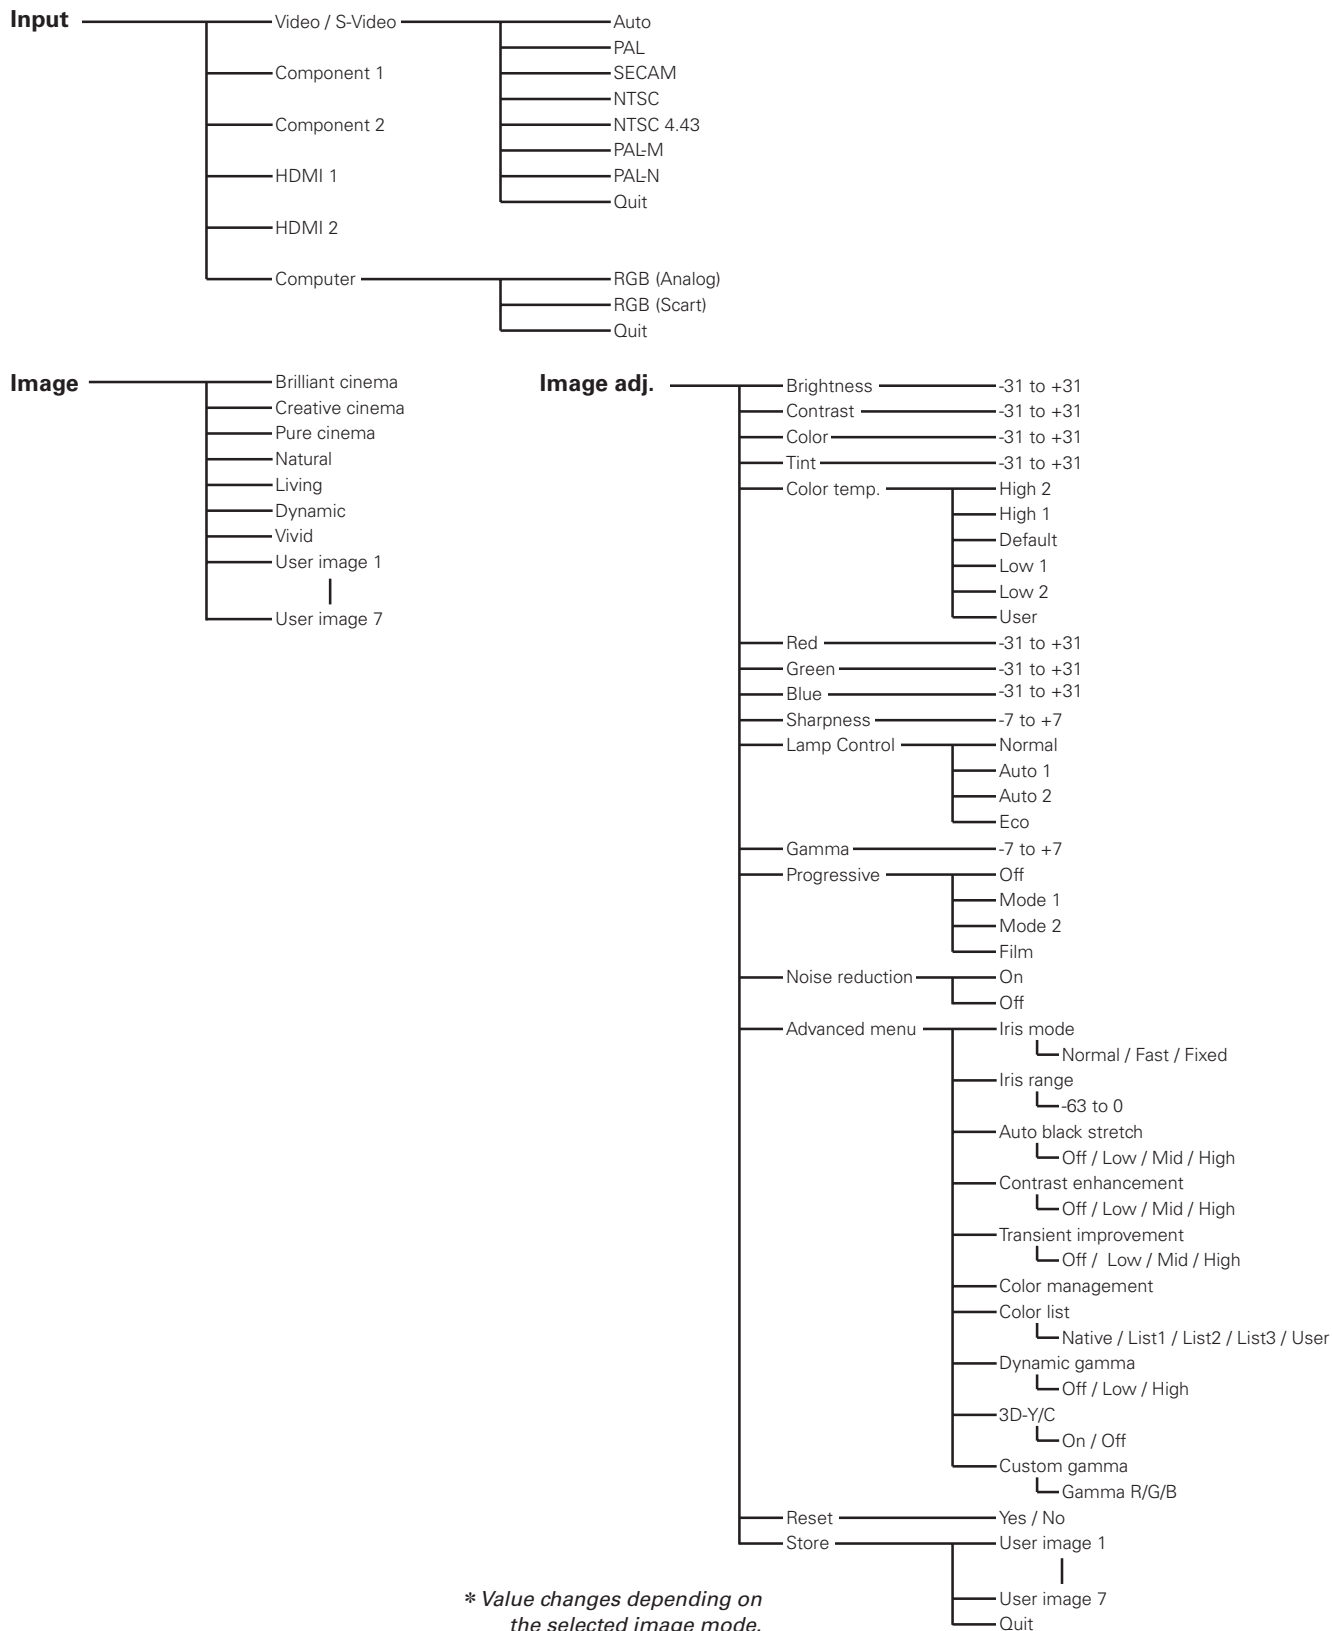 Input
Video / S-Video
Auto
PAL
Component 1
SECAM
NTSC
Component 2
NTSC 4.43
PAL-M
HDMI 1
PAL-N
Quit
HDMI 2
Computer
RGB (Analog)
RGB (Scart)
Quit
Image
Brilliant cinema
Creative cinema
Pure cinema
Natural
Living
Dynamic
Vivid
User image 1
User image 7
Image adj.
Brightness -31 to +31
Contrast -31 to +31
Color -31 to +31
Tint -31 to +31
Color temp. High 2
High 1
Default
Low 1
Low 2
User
Red -31 to +31
Green -31 to +31
Blue -31 to +31
Sharpness -7 to +7
Lamp Control Normal
Auto 1
Auto 2
Eco
Gamma -7 to +7
Progressive Off
Mode 1
Mode 2
Film
Noise reduction On
Off
Advanced menu Iris mode
Normal / Fast / Fixed
Iris range
-63 to 0
Auto black stretch
Off / Low / Mid / High
Contrast enhancement
Off / Low / Mid / High
Transient improvement
Off / Low / Mid / High
Color management
Color list
Native / List1 / List2 / List3 / User
Dynamic gamma
Off / Low / High
3D-Y/C
On / Off
Custom gamma
Gamma R/G/B
Reset Yes / No
Store User image 1
User image 7
Quit
* Value changes depending on
the selected image mode.